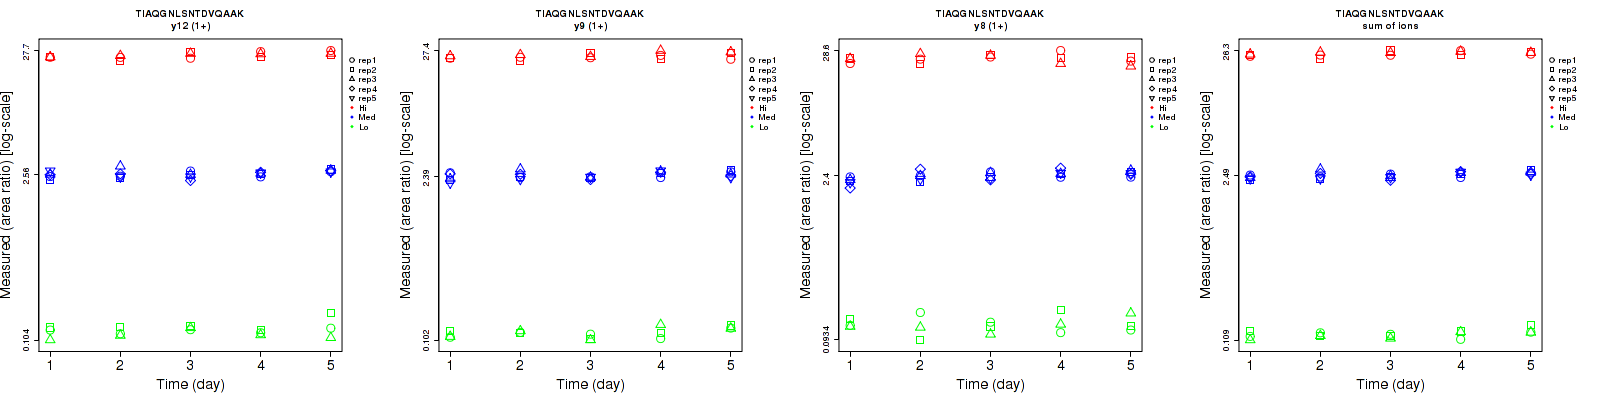 TIAQGNLSNTDVQAAK
y12 (1+)
Measured (area ratio) [log-scale]
27.7
2.56
0.104
1 2 3 4 5
Time (day)
rep1
rep2
rep3
rep4
rep5
Hi
Med
Lo
TIAQGNLSNTDVQAAK
y9 (1+)
Measured (area ratio) [log-scale]
27.4
2.39
0.102
1 2 3 4 5
Time (day)
rep1
rep2
rep3
rep4
rep5
Hi
Med
Lo
TIAQGNLSNTDVQAAK
y8 (1+)
Measured (area ratio) [log-scale]
28.6
2.4
0.0934
1 2 3 4 5
Time (day)
rep1
rep2
rep3
rep4
rep5
Hi
Med
Lo
TIAQGNLSNTDVQAAK
sum of ions
Measured (area ratio) [log-scale]
26.3
2.49
0.109
1 2 3 4 5
Time (day)
rep1
rep2
rep3
rep4
rep5
Hi
Med
Lo